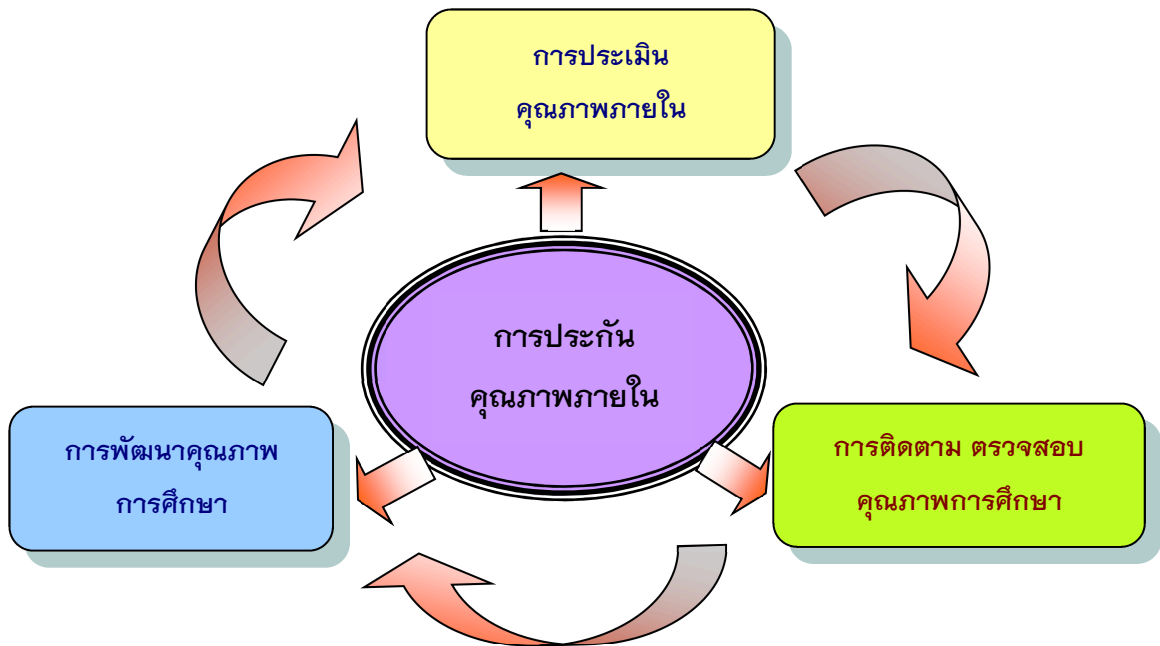 การประเมิน
คุณภาพภายใน
การประกัน
คุณภาพภายใน
การพัฒนาคุณภาพ
การศึกษา
การติดตาม ตรวจสอบ
คุณภาพการศึกษา